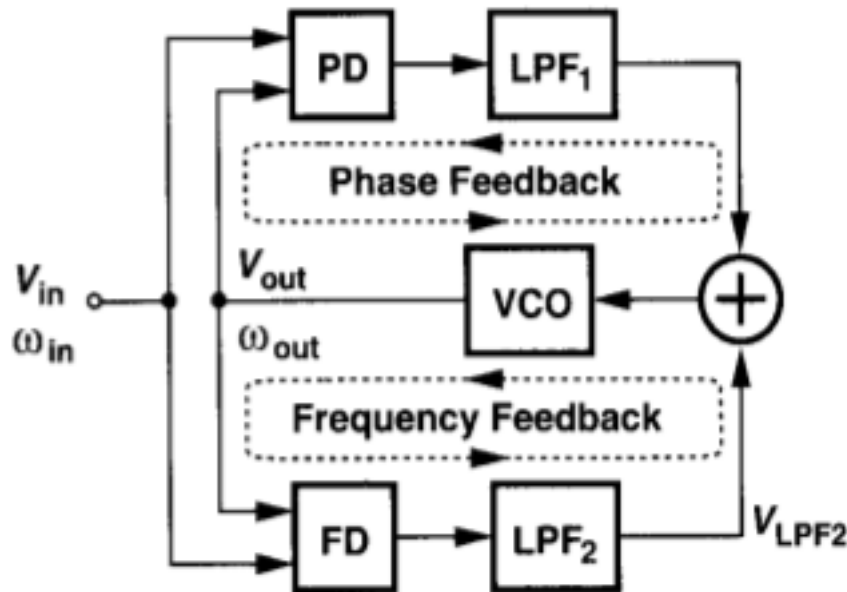 PD
LPF1
Phase Feedback
Vin
ωin
Vout
ωout
VCO
+
Frequency Feedback
FD
LPF2
VLPF2